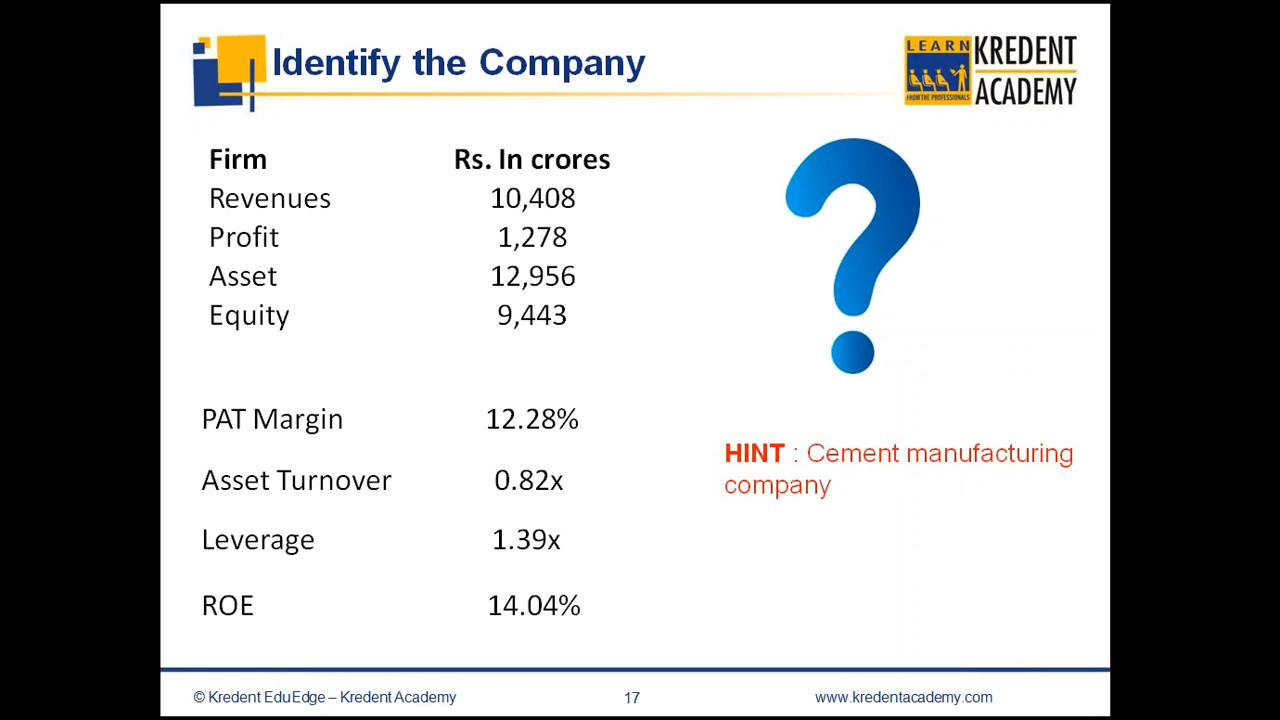 Identify the Company
LEARN
FROM THE PROFESSIONALS
KREDENT
ACADEMY
Firm Rs. In crores
Revenues 10,408
Profit 1,278
Asset 12,956
Equity 9,443
PAT Margin 12.28%
Asset Turnover 0.82x
Leverage 1.39x
ROE 14.04%
?
HINT : Cement manufacturing
company
© Kredent EduEdge – Kredent Academy 17 www.kredentacademy.com